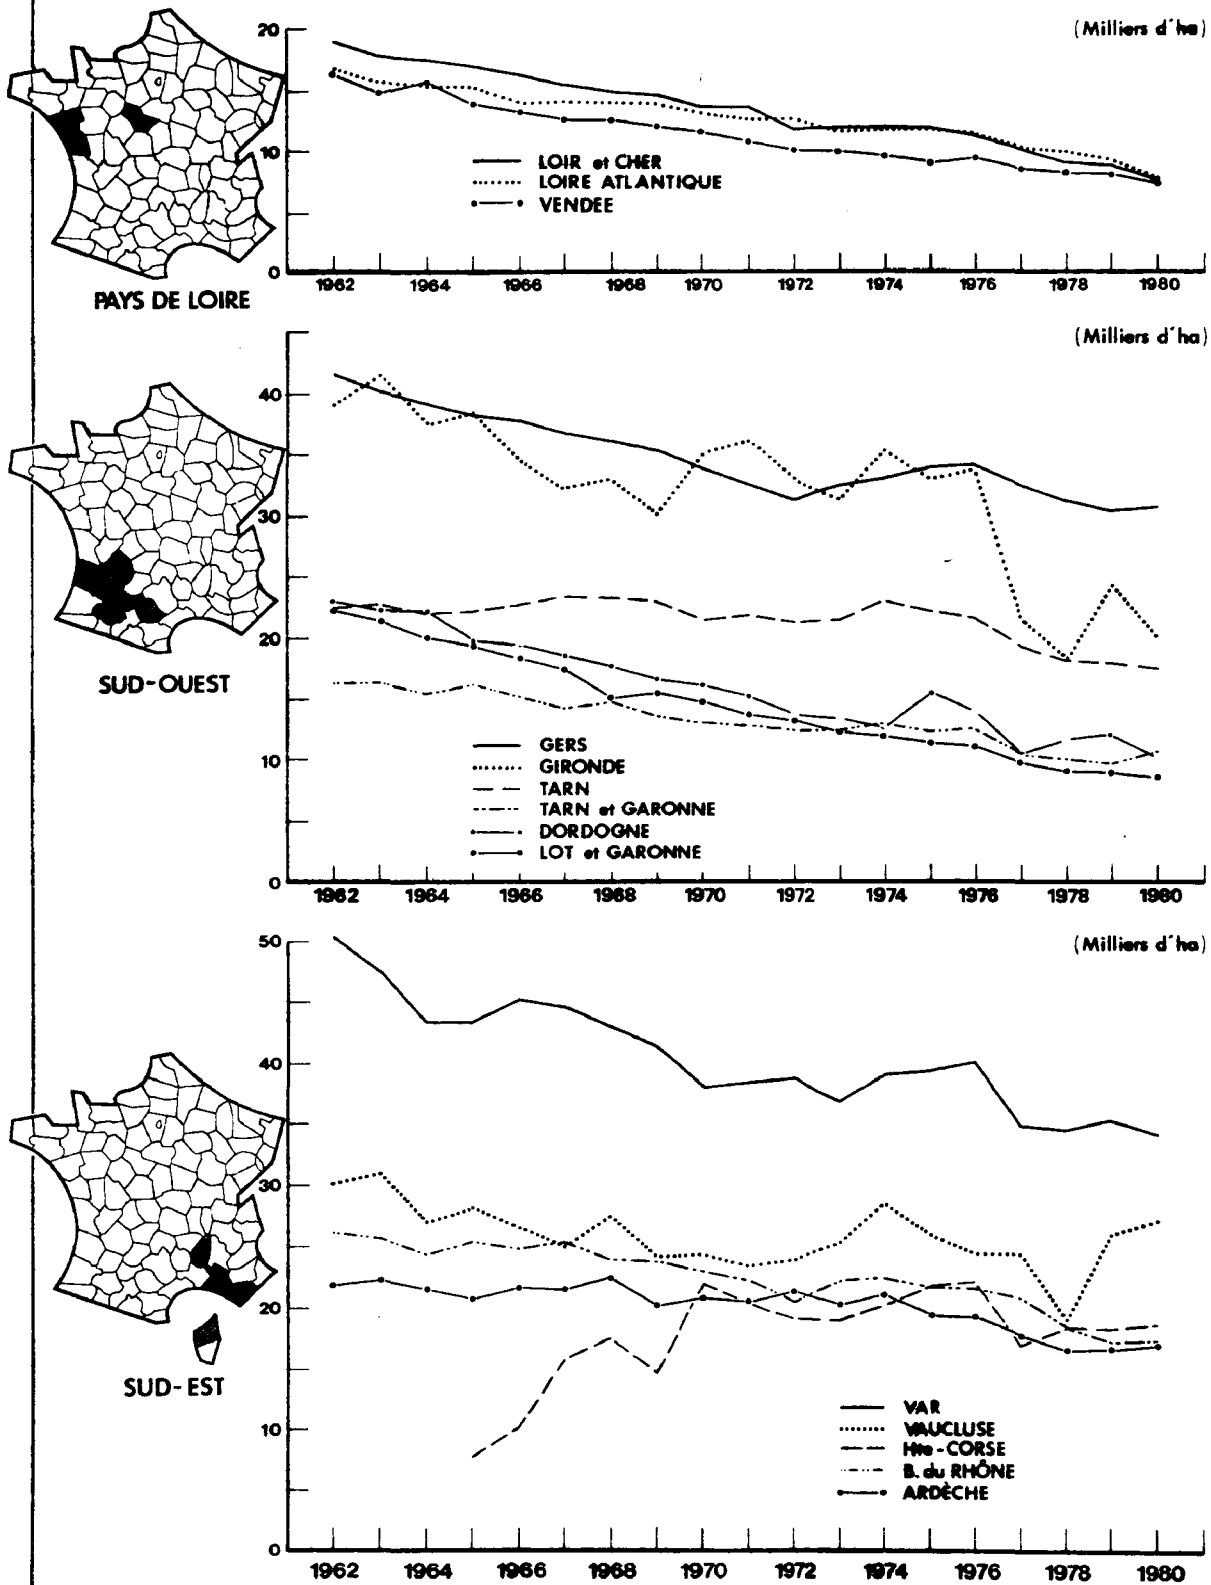 20
(Milliers d'ha)
10
0
LOIR et CHER
LOIRE ATLANTIQUE
VENDEE
1962 1964 1966 1968 1970 1972 1974 1976 1978 1980
PAYS DE LOIRE
(Milliers d'ha)
40
30
20
10
0
SUD-OUEST
GERS
GIRONDE
TARN
TARN et GARONNE
DORDOGNE
LOT et GARONNE
1962 1964 1966 1968 1970 1972 1974 1976 1978 1980
50
(Milliers d'ha)
40
30
20
10
0
SUD-EST
VAR
VAUCLUSE
Hte-CORSE
B. du RHÔNE
ARDÈCHE
1962 1964 1966 1968 1970 1972 1974 1976 1978 1980